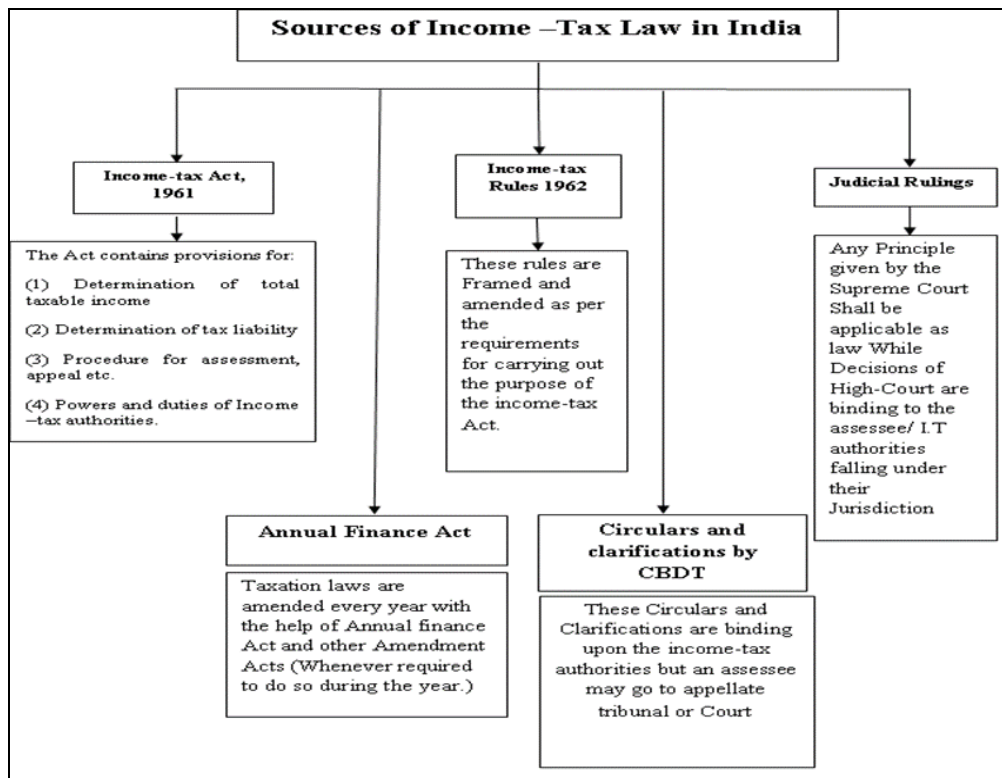 Sources of Income –Tax Law in India
Income-tax Act,
1961
The Act contains provisions for:
(1) Determination of total
taxable income
(2) Determination of tax liability
(3) Procedure for assessment,
appeal etc.
(4) Powers and duties of Income
–tax authorities.
Annual Finance Act
Taxation laws are
amended every year with
the help of Annual finance
Act and other Amendment
Acts (Whenever required
to do so during the year.)
Income-tax
Rules 1962
These rules are
Framed and
amended as per
the
requirements
for carrying out
the purpose of
the income-tax
Act.
Circulars and
clarifications by
CBDT
These Circulars and
Clarifications are binding
upon the income-tax
authorities but an assessee
may go to appellate
tribunal or Court
Judicial Rulings
Any Principle
given by the
Supreme Court
Shall be
applicable as
law While
Decisions of
High-Court are
binding to the
assessee/ I.T
authorities
falling under
their
Jurisdiction